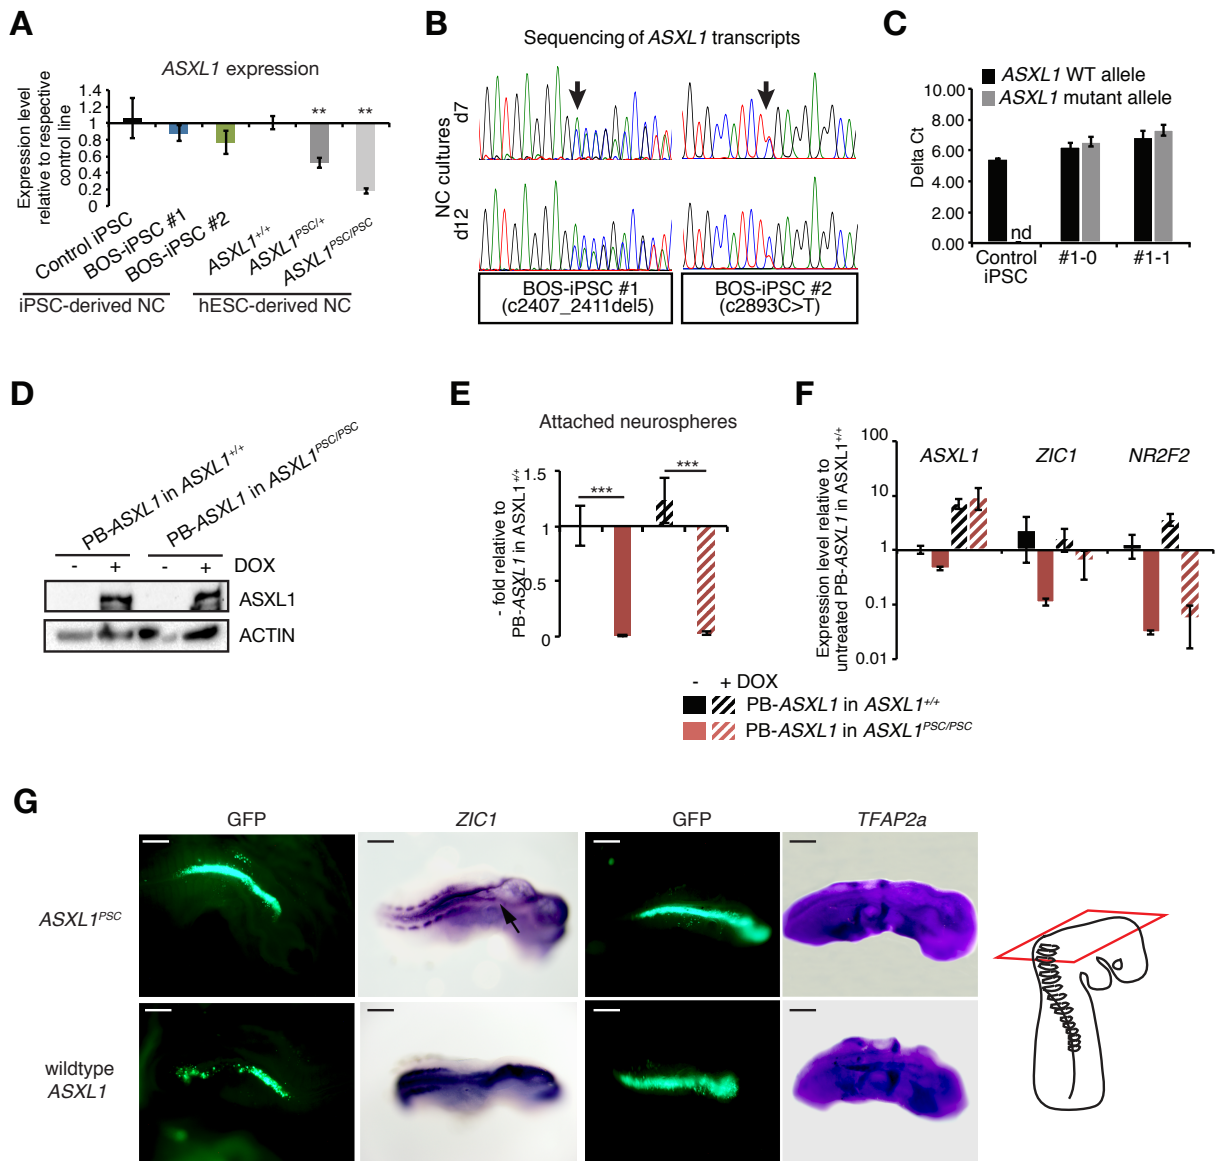 A
ASXL1 expression
Expression level
relative to respective
control line
1.4
1.2
1
0.8
0.6
0.4
0.2
0
**
**
Control iPSC
BOS-iPSC #1
BOS-iPSC #2
ASXL1+/+
ASXL1PSC/+
ASXL1PSC/PSC
iPSC-derived NC
hESC-derived NC
B
Sequencing of ASXL1 transcripts
NC cultures
d7
d12
BOS-iPSC #1
(c2407_2411del5)
BOS-iPSC #2
(c2893C>T)
C
ASXL1 WT allele
ASXL1 mutant allele
Delta Ct
10.00
8.00
6.00
4.00
2.00
0.00
nd
Control
iPSC
#1-0
#1-1
D
PB-ASXL1 in ASXL1+/+
PB-ASXL1 in ASXL1PSC/PSC
- + - + DOX
ASXL1
ACTIN
E
Attached neurospheres
- fold relative to
PB-ASXL1 in ASXL1+/+
1.5
1
0.5
0
***
***
F
Expression level relative to
untreated PB-ASXL1 in ASXL1+/+
100
10
1
0.1
0.01
ASXL1
ZIC1
NR2F2
- + DOX
PB-ASXL1 in ASXL1+/+
PB-ASXL1 in ASXL1PSC/PSC
G
GFP
ZIC1
GFP
TFAP2a
ASXL1PSC
wildtype
ASXL1